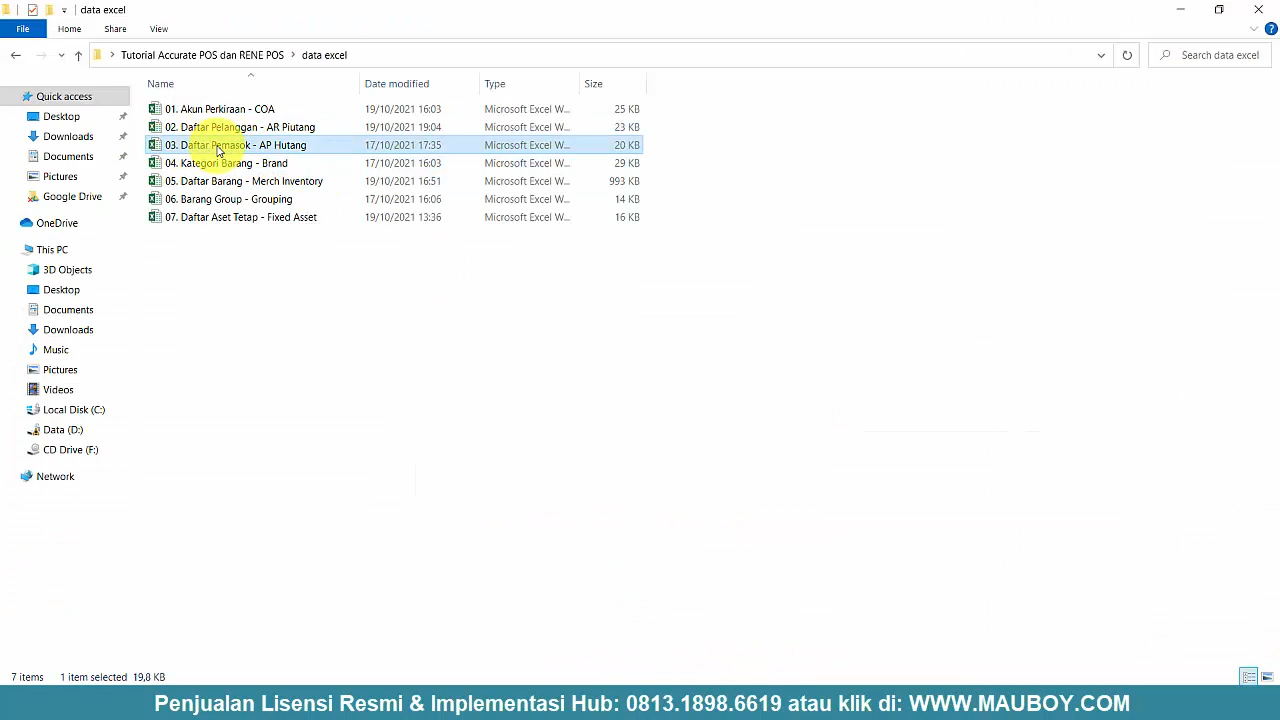 data excel
File Home Share View
Tutorial Accurate POS dan RENE POS data excel Search data excel
Name Date modified Type Size
Quick access
Desktop
Downloads
Documents
Pictures
Google Drive
OneDrive
This PC
3D Objects
Desktop
Documents
Downloads
Music
Pictures
Videos
Local Disk (C:)
Data (D:)
CD Drive (F:)
Network
01. Akun Perkiraan - COA 19/10/2021 16:03 Microsoft Excel W... 25 KB
02. Daftar Pelanggan - AR Piutang 19/10/2021 19:04 Microsoft Excel W... 23 KB
03. Daftar Pemasok - AP Hutang 17/10/2021 17:35 Microsoft Excel W... 20 KB
04. Kategori Barang - Brand 17/10/2021 16:03 Microsoft Excel W... 29 KB
05. Daftar Barang - Merch Inventory 19/10/2021 16:51 Microsoft Excel W... 993 KB
06. Barang Group - Grouping 17/10/2021 16:06 Microsoft Excel W... 14 KB
07. Daftar Aset Tetap - Fixed Asset 19/10/2021 13:36 Microsoft Excel W... 16 KB
7 items 1 item selected 19,8 KB
Penjualan Lisensi Resmi & Implementasi Hub: 0813.1898.6619 atau klik di: WWW.MAUBOY.COM